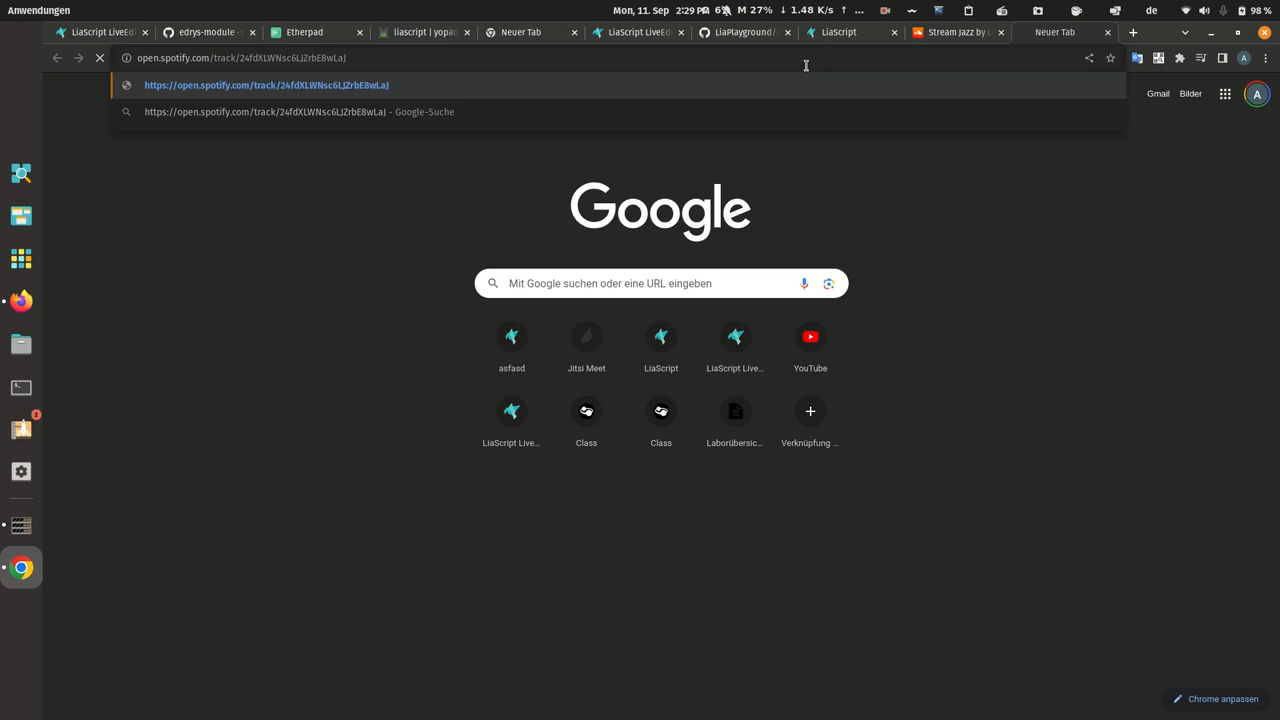 Anwendungen
Mon, 11. Sep 2:29 PM
6% M 27% ↓ 1.48 K/s ↑ ...
de
98 %
LiaScript LiveEd
edrys-module -
Etherpad
liascript | yopad
Neuer Tab
LiaScript LiveEd
LiaPlayground/
LiaScript
Stream Jazz by L
Neuer Tab
open.spotify.com/track/24fdXLWNsc6LJZrbE8wLaJ
https://open.spotify.com/track/24fdXLWNsc6LJZrbE8wLaJ
https://open.spotify.com/track/24fdXLWNsc6LJZrbE8wLaJ - Google-Suche
A
Gmail
Bilder
A
Google
Mit Google suchen oder eine URL eingeben
asfasd
Jitsi Meet
LiaScript
LiaScript Live...
YouTube
LiaScript Live...
Class
Class
Laborübersic...
Verknüpfung ...
2
Chrome anpassen